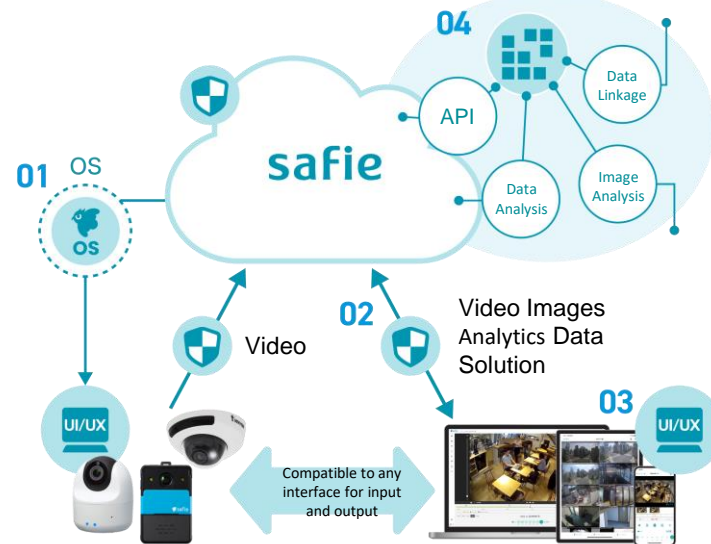 04
Data
Linkage
API
safie
01
OS
Image
Analysis
Data
Analysis
OS
02
Video Images
Analytics Data
Solution
Video
03
UI/UX
UI/UX
Compatible to any
interface for input
and output
safie